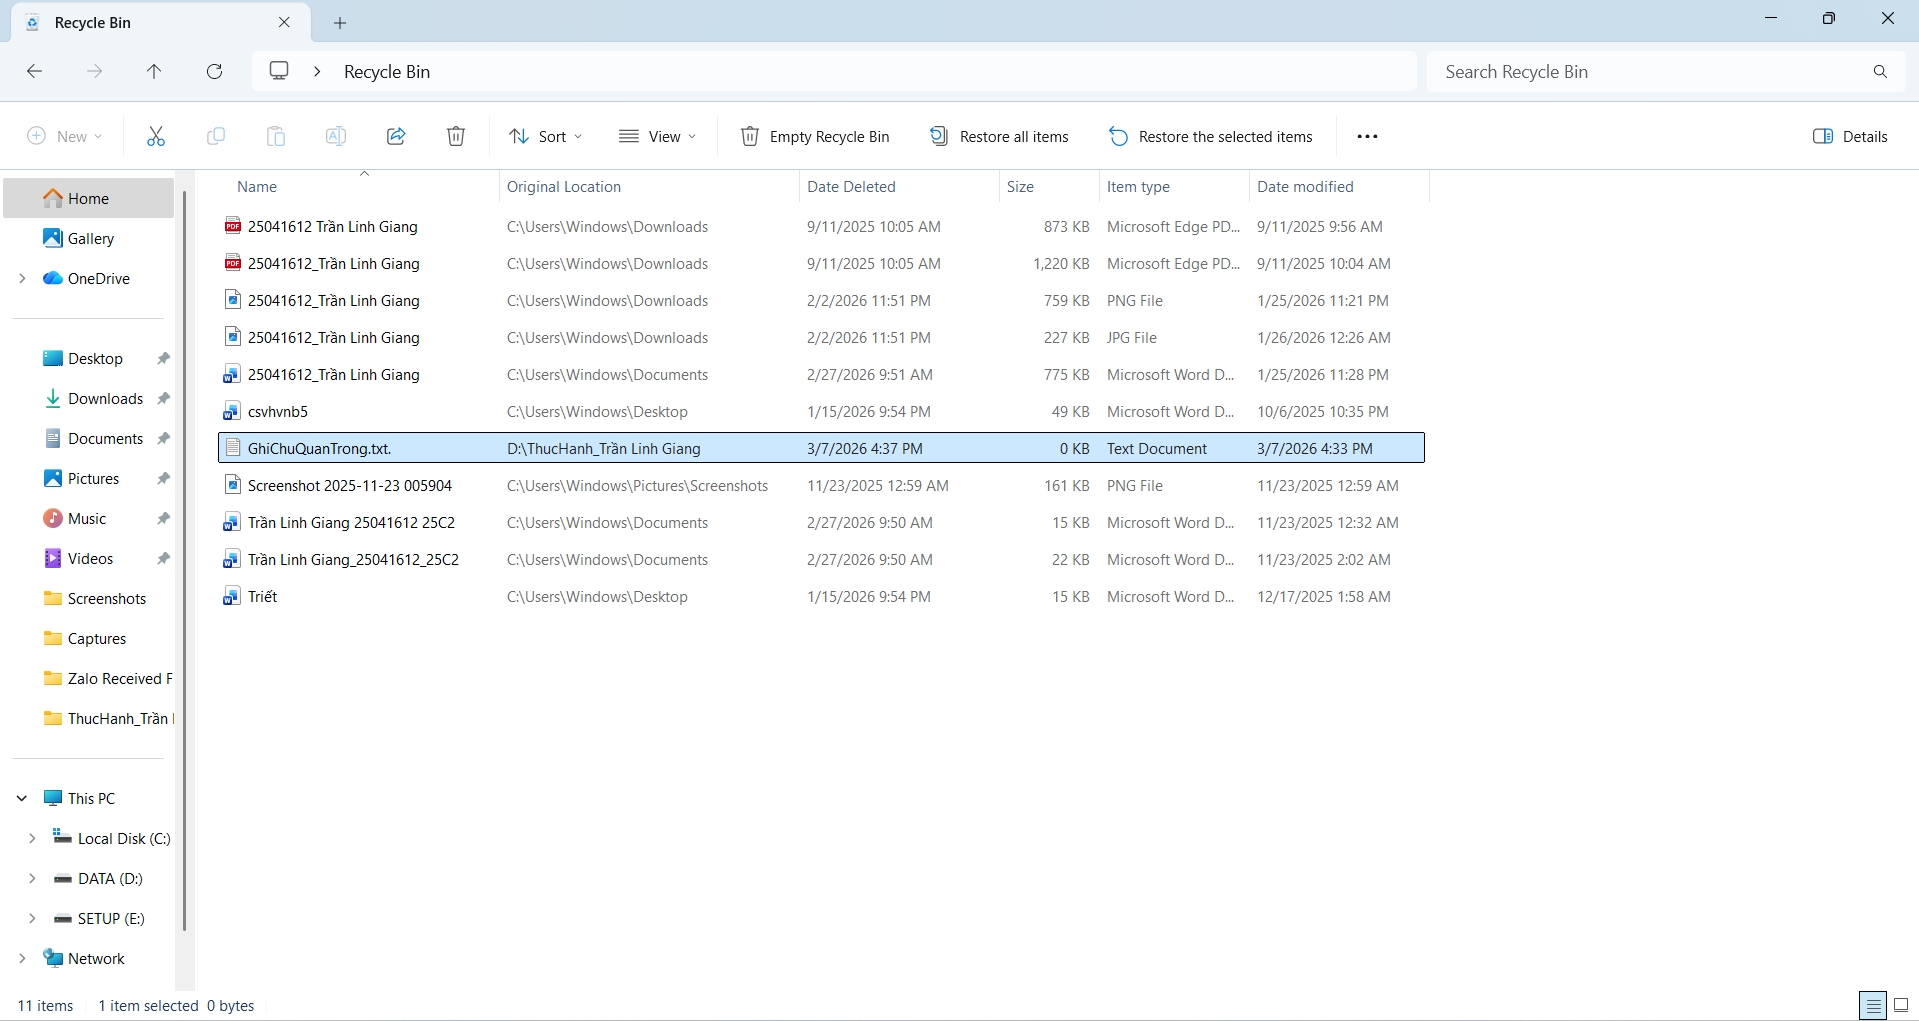 Recycle Bin
Recycle Bin
Search Recycle Bin
New
Sort
View
Empty Recycle Bin
Restore all items
Restore the selected items
Details
Home
Gallery
OneDrive
Desktop
Downloads
Documents
Pictures
Music
Videos
Screenshots
Captures
Zalo Received F
ThucHanh_Trần
This PC
Local Disk (C:)
DATA (D:)
SETUP (E:)
Network
Name Original Location Date Deleted Size Item type Date modified
25041612 Trần Linh Giang C:\Users\Windows\Downloads 9/11/2025 10:05 AM 873 KB Microsoft Edge PD... 9/11/2025 9:56 AM
25041612_Trần Linh Giang C:\Users\Windows\Downloads 9/11/2025 10:05 AM 1,220 KB Microsoft Edge PD... 9/11/2025 10:04 AM
25041612_Trần Linh Giang C:\Users\Windows\Downloads 2/2/2026 11:51 PM 759 KB PNG File 1/25/2026 11:21 PM
25041612_Trần Linh Giang C:\Users\Windows\Downloads 2/2/2026 11:51 PM 227 KB JPG File 1/26/2026 12:26 AM
25041612_Trần Linh Giang C:\Users\Windows\Documents 2/27/2026 9:51 AM 775 KB Microsoft Word D... 1/25/2026 11:28 PM
csvhvnb5 C:\Users\Windows\Desktop 1/15/2026 9:54 PM 49 KB Microsoft Word D... 10/6/2025 10:35 PM
GhiChuQuanTrong.txt. D:\ThucHanh_Trần Linh Giang 3/7/2026 4:37 PM 0 KB Text Document 3/7/2026 4:33 PM
Screenshot 2025-11-23 005904 C:\Users\Windows\Pictures\Screenshots 11/23/2025 12:59 AM 161 KB PNG File 11/23/2025 12:59 AM
Trần Linh Giang 25041612 25C2 C:\Users\Windows\Documents 2/27/2026 9:50 AM 15 KB Microsoft Word D... 11/23/2025 12:32 AM
Trần Linh Giang_25041612_25C2 C:\Users\Windows\Documents 2/27/2026 9:50 AM 22 KB Microsoft Word D... 11/23/2025 2:02 AM
Triết C:\Users\Windows\Desktop 1/15/2026 9:54 PM 15 KB Microsoft Word D... 12/17/2025 1:58 AM
11 items 1 item selected 0 bytes